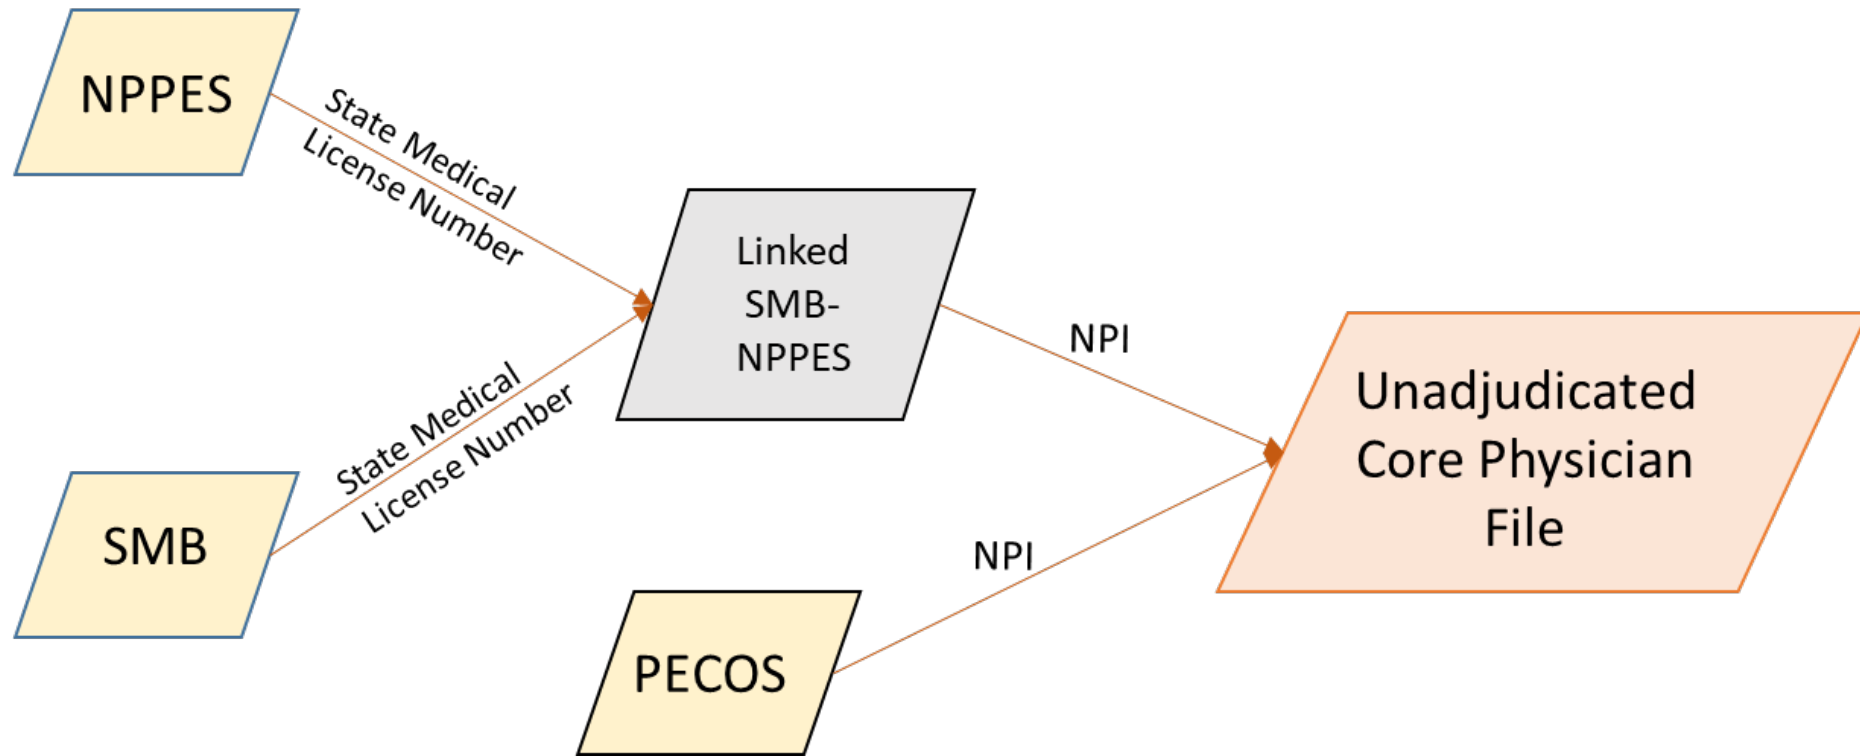 NPPES
State Medical
License Number
Linked
SMB-
NPPES
NPI
Unadjudicated
Core Physician
File
State Medical
License Number
SMB
NPI
PECOS